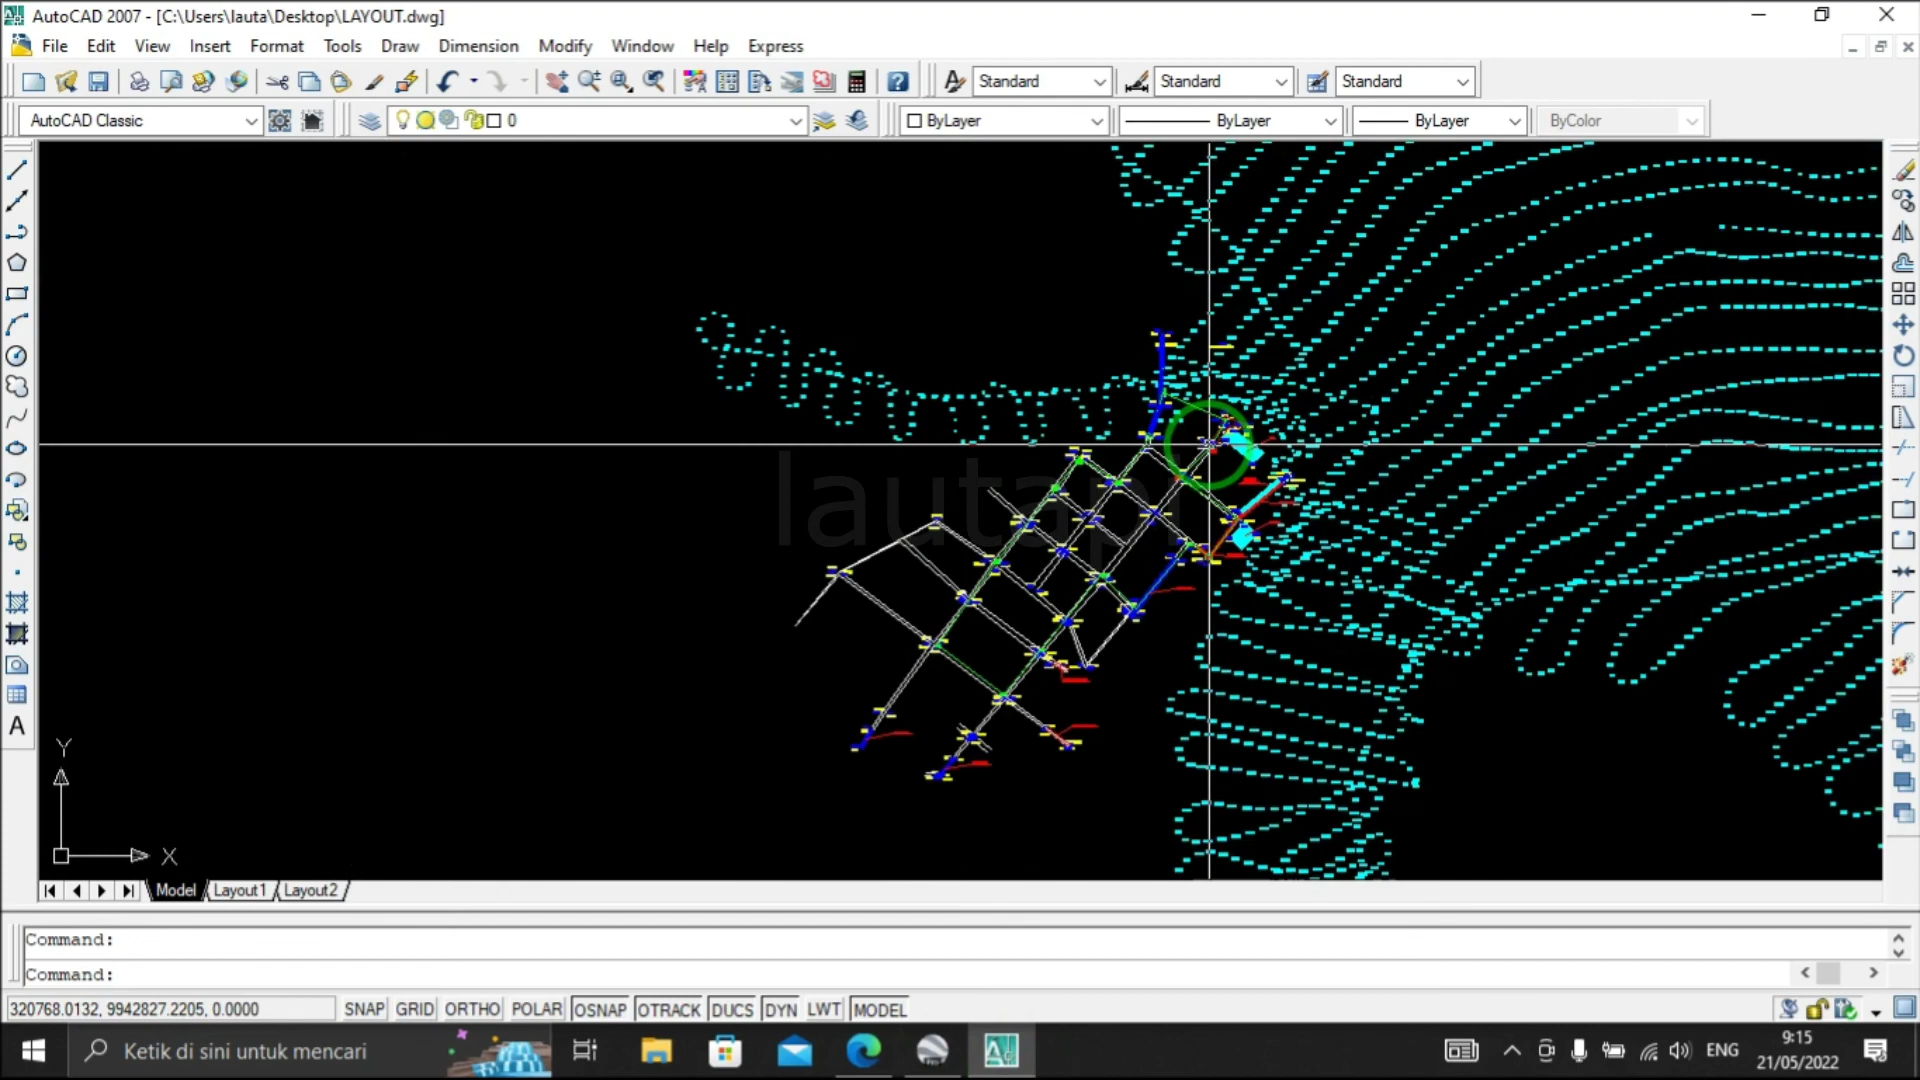 AutoCAD 2007 - [C:\Users\lauta\Desktop\LAYOUT.dwg]
File Edit View Insert Format Tools Draw Dimension Modify Window Help Express
Standard Standard Standard
AutoCAD Classic 0 ByLayer ByLayer ByLayer ByColor
lautapl
Y
X
Model Layout1 Layout2
Command:
Command:
320768.0132, 9942827.2205, 0.0000 SNAP GRID ORTHO POLAR OSNAP OTRACK DUCS DYN LWT MODEL
Ketik di sini untuk mencari ENG 9:15
21/05/2022